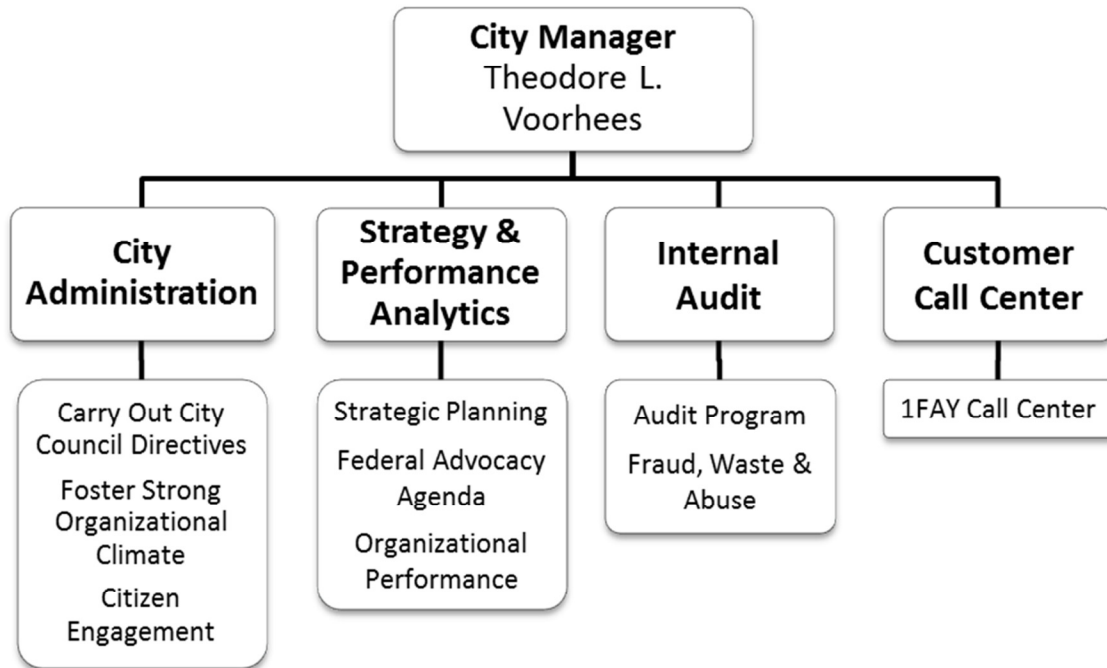 City Manager
Theodore L.
Voorhees
City
Administration
Strategy &
Performance
Analytics
Internal
Audit
Customer
Call Center
Carry Out City
Council Directives
Foster Strong
Organizational
Climate
Citizen
Engagement
Strategic Planning
Federal Advocacy
Agenda
Organizational
Performance
Audit Program
Fraud, Waste &
Abuse
1FAY Call Center